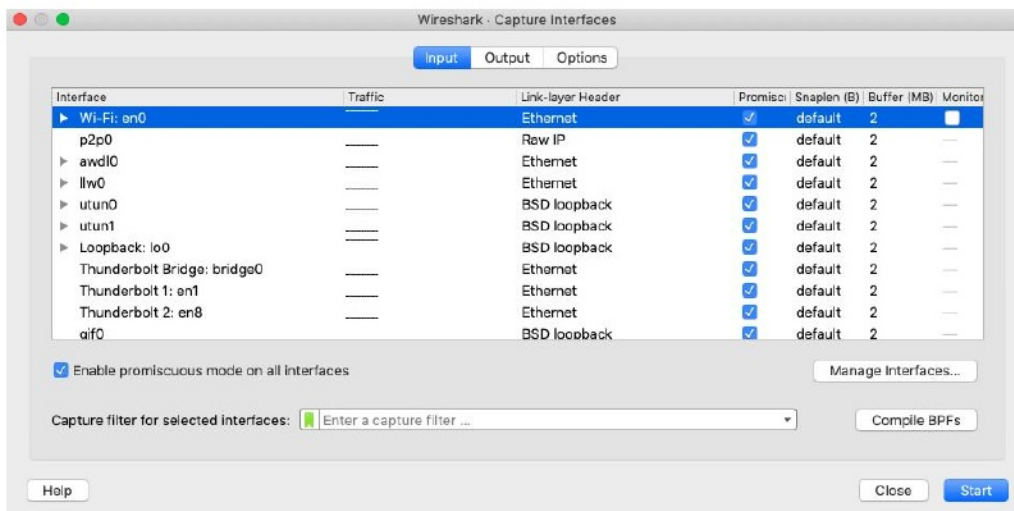 Wireshark · Capture Interfaces
Input Output Options
Interface Traffic Link-layer Header Promisc Snaplen (B) Buffer (MB) Monitor
Wi-Fi: en0 Ethernet default 2
p2p0 Raw IP default 2 —
awdl0 Ethernet default 2 —
llw0 Ethernet default 2 —
utun0 BSD loopback default 2 —
utun1 BSD loopback default 2 —
Loopback: lo0 BSD loopback default 2 —
Thunderbolt Bridge: bridge0 Ethernet default 2 —
Thunderbolt 1: en1 Ethernet default 2 —
Thunderbolt 2: en8 Ethernet default 2 —
gif0 BSD loopback default 2 —
Enable promiscuous mode on all interfaces Manage Interfaces...
Capture filter for selected interfaces: Enter a capture filter ... Compile BPFs
Help Close Start